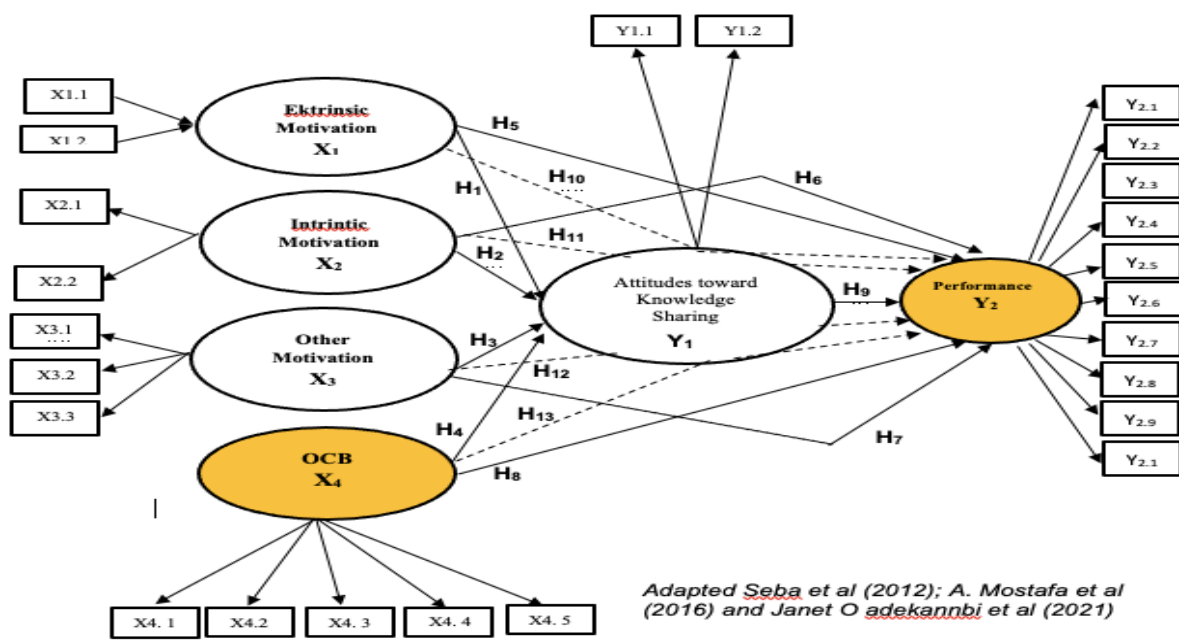 Y1.1
Y1.2
X1.1
X1.2
Ektrinsic
Motivation
X₁
H₅
H₁
H₁₀
....
H₆
X2.1
X2.2
Intrintic
Motivation
X₂
H₁₁
H₂
...
Attitudes toward
Knowledge
Sharing
Y₁
H₉
....
Performance
Y₂
Y₂.₁
Y₂.₂
Y₂.₃
Y₂.₄
Y₂.₅
Y₂.₆
Y₂.₇
Y₂.₈
Y₂.₉
Y₂.₁
X3.1
....
X3.2
X3.3
Other
Motivation
X₃
H₃
H₁₂
H₁₃
H₄
H₇
H₈
OCB
X₄
X4. 1
X4.2
X4. 3
X4. 4
X4. 5
Adapted Seba et al (2012); A. Mostafa et al
(2016) and Janet O adekannbi et al (2021)